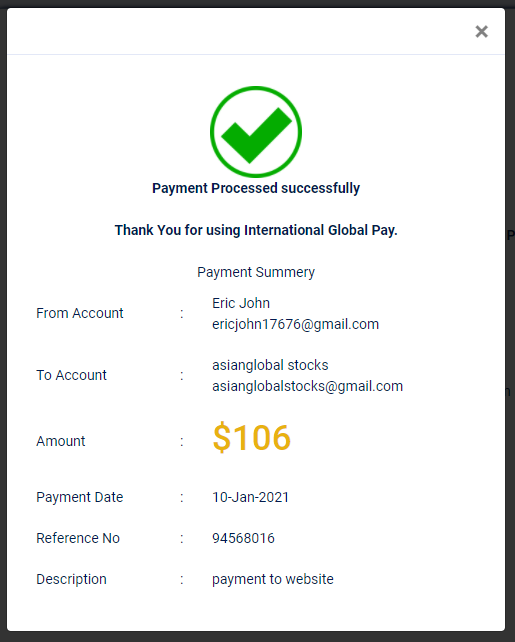 ×
Payment Processed successfully
Thank You for using International Global Pay.
Payment Summery
From Account : Eric John
ericjohn17676@gmail.com
To Account : asianglobal stocks
asianglobalstocks@gmail.com
Amount : $106
Payment Date : 10-Jan-2021
Reference No : 94568016
Description : payment to website